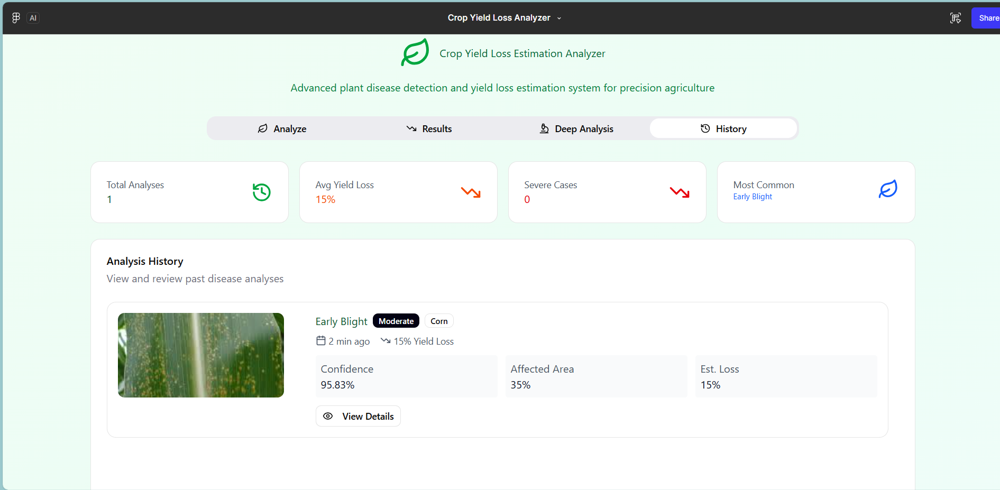 AI
Crop Yield Loss Analyzer
Share
Crop Yield Loss Estimation Analyzer
Advanced plant disease detection and yield loss estimation system for precision agriculture
Analyze
Results
Deep Analysis
History
Total Analyses
1
Avg Yield Loss
15%
Severe Cases
0
Most Common
Early Blight
Analysis History
View and review past disease analyses
Early Blight Moderate Corn
2 min ago 15% Yield Loss
Confidence
95.83%
Affected Area
35%
Est. Loss
15%
View Details